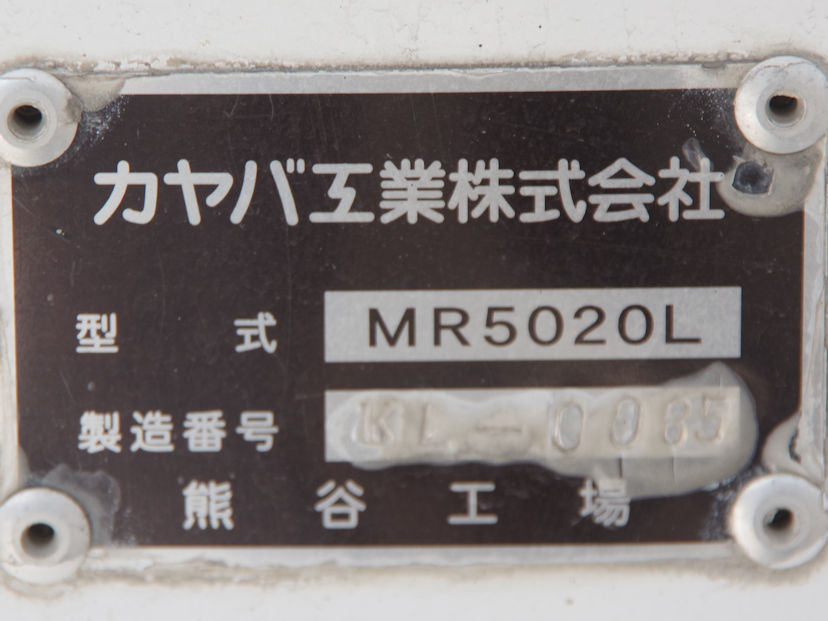 カヤバ工業株式会社
型式 MR5020L
製造番号
熊谷工場